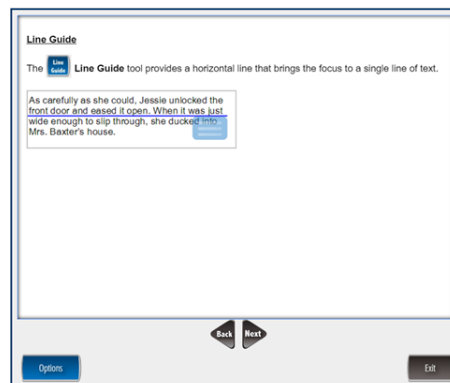 Line Guide
The Line Guide Line Guide tool provides a horizontal line that brings the focus to a single line of text.
As carefully as she could, Jessie unlocked the
front door and eased it open. When it was just
wide enough to slip through, she ducked into
Mrs. Baxter's house.
Back Next
Options Exit